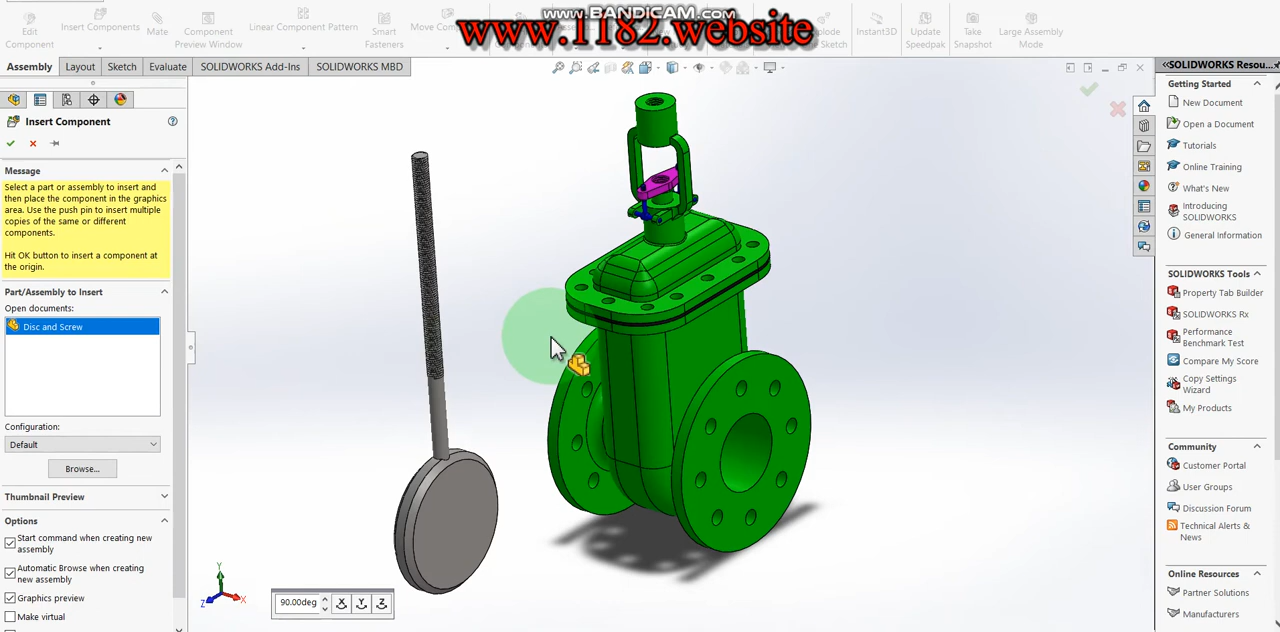 www.BANDICAM.com
www.1182.website
Edit Component
Insert Components
Mate
Component Preview Window
Linear Component Pattern
Smart Fasteners
Move
Instant3D
Update Speedpak
Take Snapshot
Large Assembly Mode
Assembly
Layout
Sketch
Evaluate
SOLIDWORKS Add-Ins
SOLIDWORKS MBD
Insert Component
Message
Select a part or assembly to insert and
then place the component in the graphics
area. Use the push pin to insert multiple
copies of the same or different
components.
Hit OK button to insert a component at
the origin.
Part/Assembly to Insert
Open documents:
Disc and Screw
Configuration:
Default
Browse...
Thumbnail Preview
Options
Start command when creating new
assembly
Automatic Browse when creating
new assembly
Graphics preview
Make virtual
Y
Z
X
90.00deg
X
Y
Z
SOLIDWORKS Resou...
Getting Started
New Document
Open a Document
Tutorials
Online Training
What's New
Introducing
SOLIDWORKS
General Information
SOLIDWORKS Tools
Property Tab Builder
SOLIDWORKS Rx
Performance
Benchmark Test
Compare My Score
Copy Settings
Wizard
My Products
Community
Customer Portal
User Groups
Discussion Forum
Technical Alerts &
News
Online Resources
Partner Solutions
Manufacturers